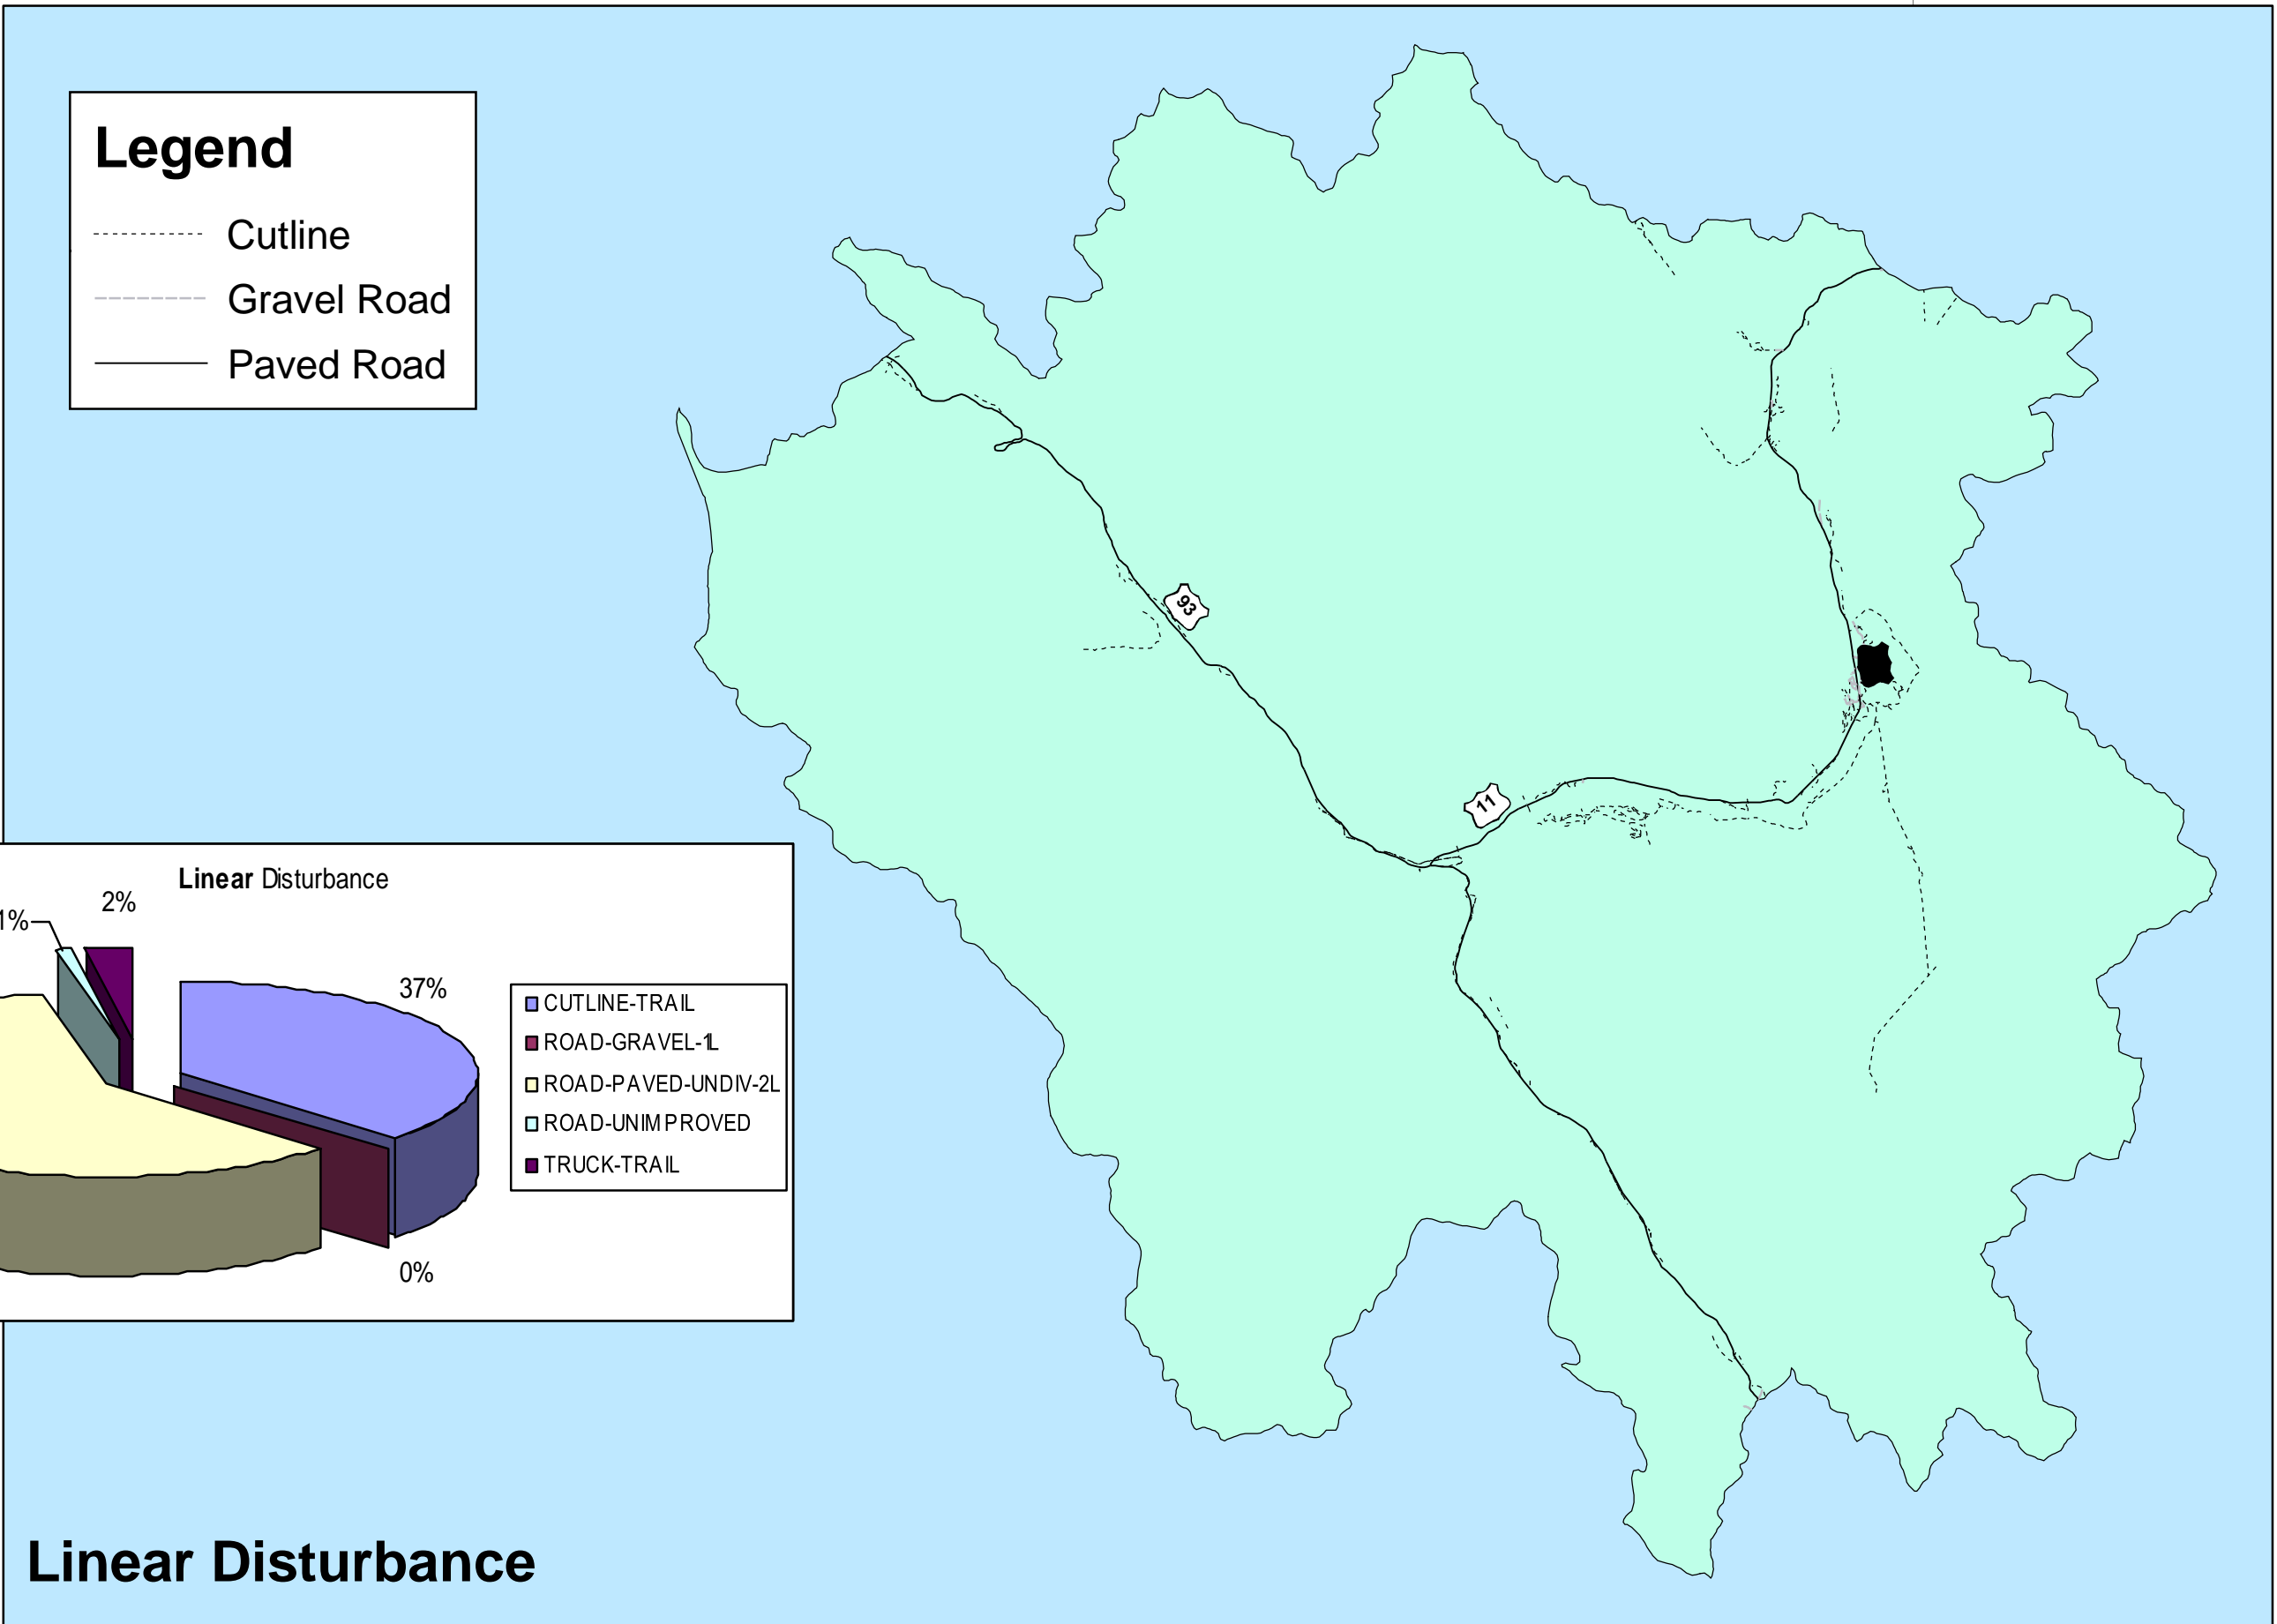 Legend
Cutline
Gravel Road
Paved Road
93
11
Linear Disturbance
2%
1%
37%
CUTLINE-TRAIL
ROAD-GRAVEL-1L
ROAD-PAVED-UNDIV-2L
ROAD-UNIMPROVED
TRUCK-TRAIL
0%
Linear Disturbance